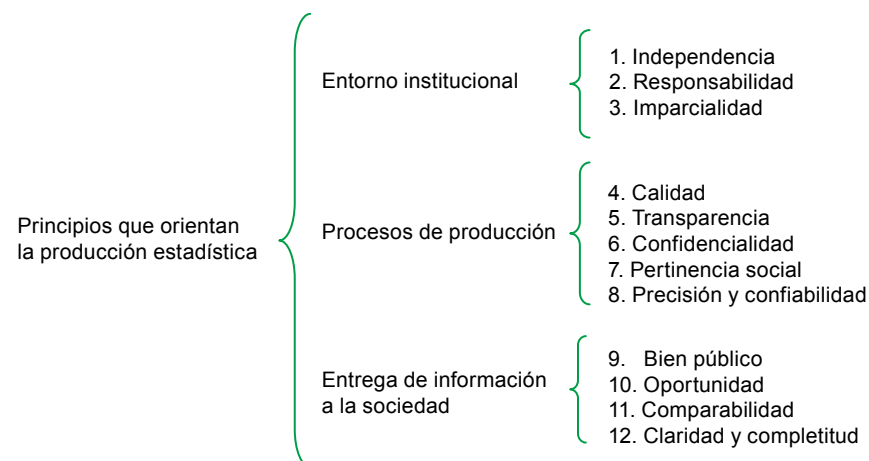 Principios que orientan
la producción estadística
Entorno institucional
1. Independencia
2. Responsabilidad
3. Imparcialidad
Procesos de producción
4. Calidad
5. Transparencia
6. Confidencialidad
7. Pertinencia social
8. Precisión y confiabilidad
Entrega de información
a la sociedad
9. Bien público
10. Oportunidad
11. Comparabilidad
12. Claridad y completitud